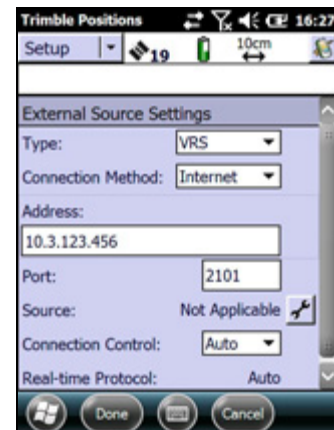 Trimble Positions 16:27
Setup 19 10cm
External Source Settings
Type: VRS
Connection Method: Internet
Address:
10.3.123.456
Port: 2101
Source: Not Applicable
Connection Control: Auto
Real-time Protocol: Auto
Done Cancel